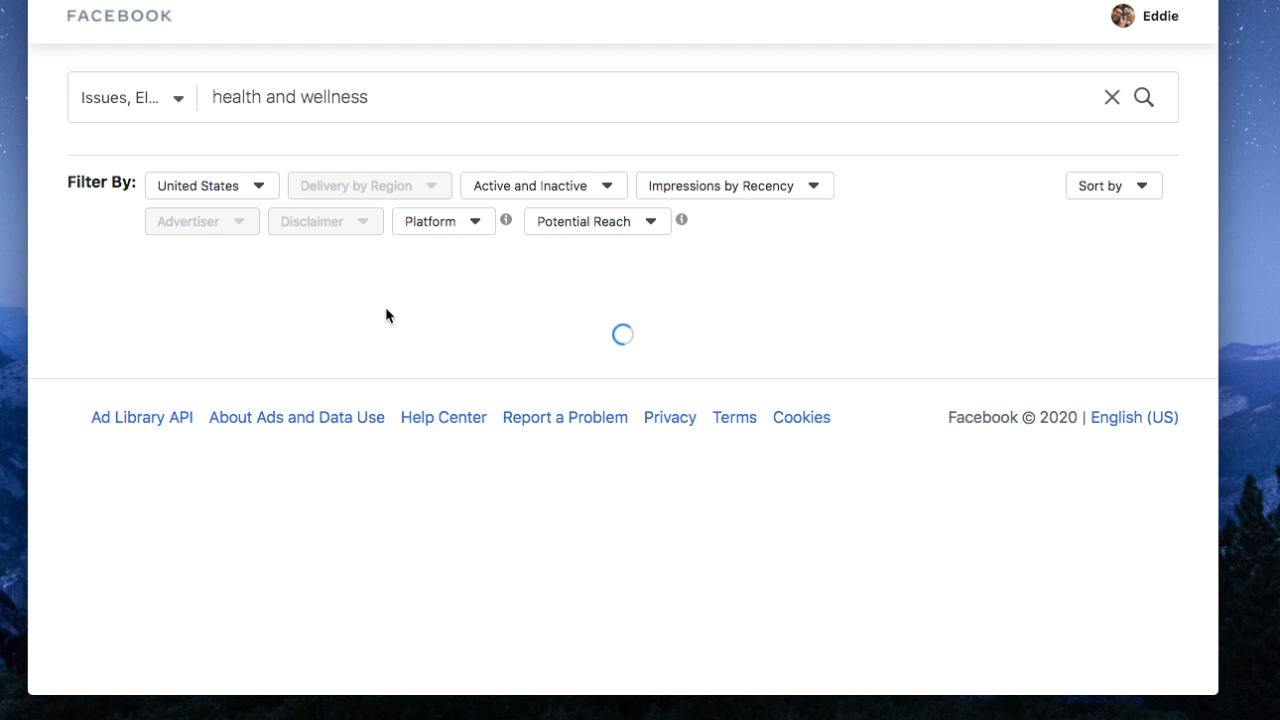 FACEBOOK
Eddie
Issues, El... health and wellness
Filter By: United States Delivery by Region Active and Inactive Impressions by Recency Sort by
Advertiser Disclaimer Platform Potential Reach
Ad Library API About Ads and Data Use Help Center Report a Problem Privacy Terms Cookies Facebook © 2020 | English (US)